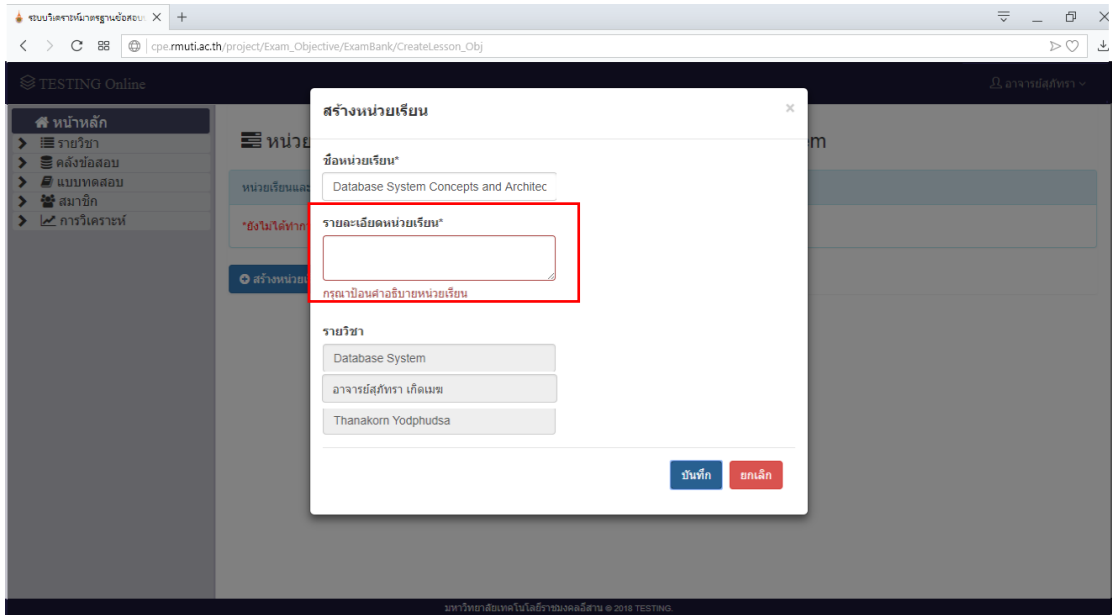 ระบบวิเคราะห์มาตรฐานข้อสอบ
cpe.rmuti.ac.th/project/Exam_Objective/ExamBank/CreateLesson_Obj
TESTING Online
อาจารย์สุภัทรา
หน้าหลัก
รายวิชา
คลังข้อสอบ
แบบทดสอบ
สมาชิก
การวิเคราะห์
หน่วย
em
หน่วยเรียนและ
*ยังไม่ได้ทำกา
สร้างหน่วยเ
สร้างหน่วยเรียน
×
ชื่อหน่วยเรียน*
Database System Concepts and Architec
รายละเอียดหน่วยเรียน*
กรุณาป้อนคำอธิบายหน่วยเรียน
รายวิชา
Database System
อาจารย์สุภัทรา เกิดเมฆ
Thanakorn Yodphudsa
บันทึก ยกเลิก
มหาวิทยาลัยเทคโนโลยีราชมงคลอีสาน © 2018 TESTING.